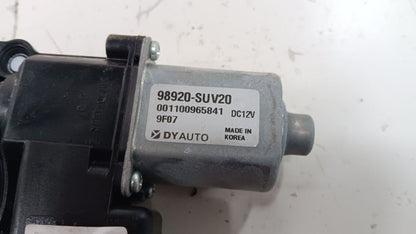 98920-SUV20
001100965841 DC12V
9F07
DYAUTO
MADE IN
KOREA